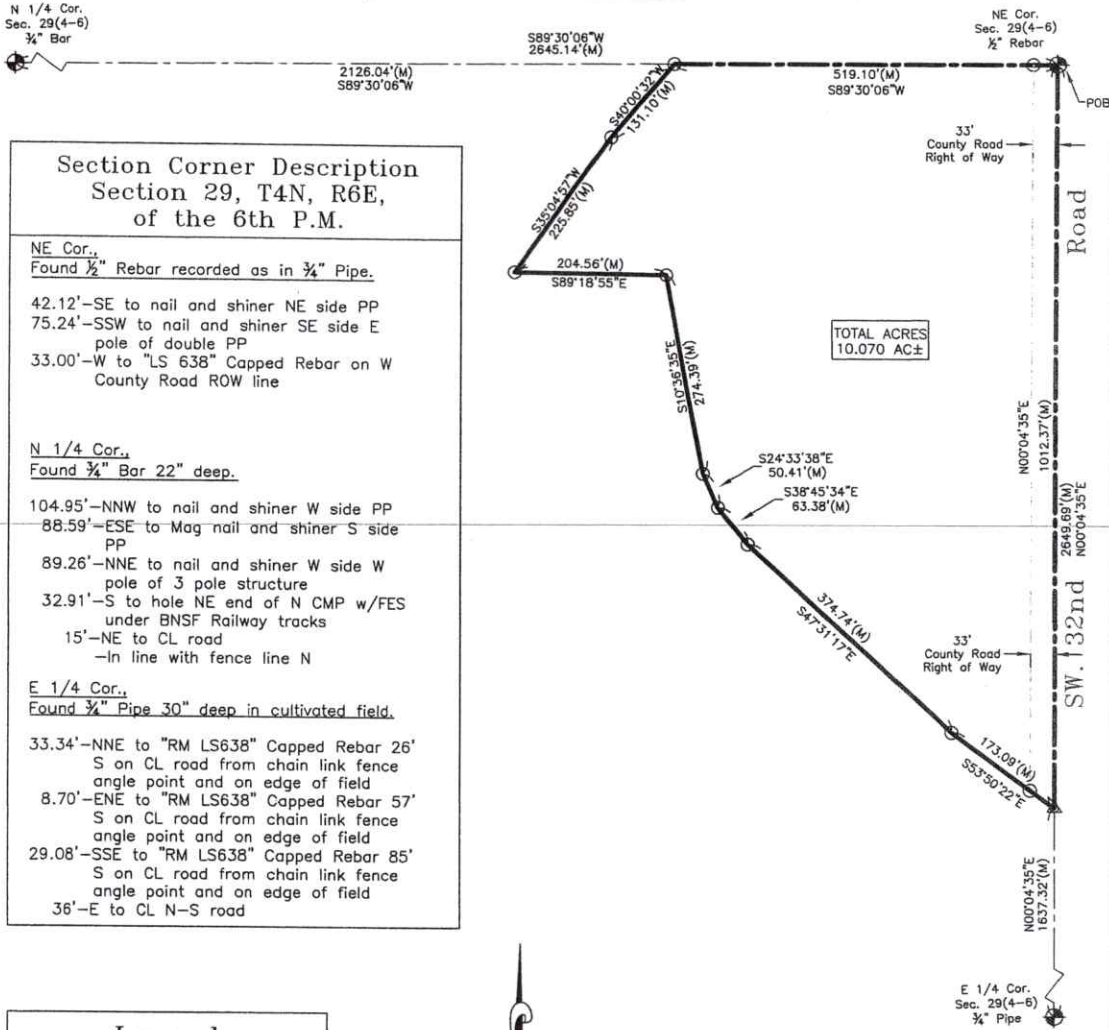 N 1/4 Cor.
Sec. 29(4-6)
¾" Bar
S89°30'06"W
2645.14'(M)
2126.04'(M)
S89°30'06"W
NE Cor.
Sec. 29(4-6)
½" Rebar
519.10'(M)
S89°30'06"W
POB
33'
County Road
Right of Way
S40°00'32"W
131.10'(M)
S35°04'57"W
225.85'(M)
204.56'(M)
S89°18'55"E
S10°36'35"E
274.39'(M)
TOTAL ACRES
10.070 AC±
S24°33'38"E
50.41'(M)
S38°45'34"E
63.38'(M)
374.74'(M)
S47°31'17"E
173.09'(M)
S53°50'22"E
33'
County Road
Right of Way
N00°04'35"E
1012.37'(M)
2649.69'(M)
N00°04'35"E
SW. 132nd Road
N00°04'35"E
1637.32'(M)
E 1/4 Cor.
Sec. 29(4-6)
¾" Pipe
Section Corner Description
Section 29, T4N, R6E,
of the 6th P.M.
NE Cor.,
Found ½" Rebar recorded as in ¾" Pipe.
42.12'-SE to nail and shiner NE side PP
75.24'-SSW to nail and shiner SE side E
pole of double PP
33.00'-W to "LS 638" Capped Rebar on W
County Road ROW line
N 1/4 Cor.,
Found ¾" Bar 22" deep.
104.95'-NNW to nail and shiner W side PP
88.59'-ESE to Mag nail and shiner S side
PP
89.26'-NNE to nail and shiner W side W
pole of 3 pole structure
32.91'-S to hole NE end of N CMP w/FES
under BNSF Railway tracks
15'-NE to CL road
-In line with fence line N
E 1/4 Cor.,
Found ¾" Pipe 30" deep in cultivated field.
33.34'-NNE to "RM LS638" Capped Rebar 26'
S on CL road from chain link fence
angle point and on edge of field
8.70'-ENE to "RM LS638" Capped Rebar 57'
S on CL road from chain link fence
angle point and on edge of field
29.08'-SSE to "RM LS638" Capped Rebar 85'
S on CL road from chain link fence
angle point and on edge of field
36'-E to CL N-S road